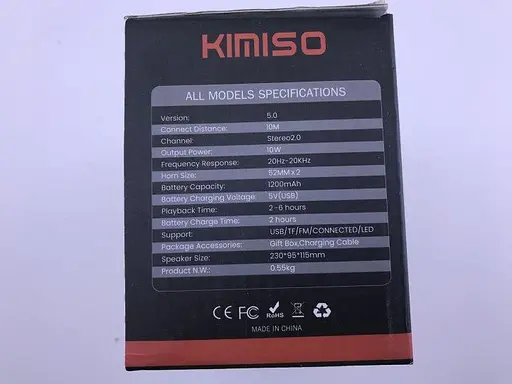 KIMISO
ALL MODELS SPECIFICATIONS
Version: 5.0
Connect Distance: 10M
Channel: Stereo2.0
Output Power: 10W
Frequency Response: 20Hz-20KHz
Horn Size: 52MM x 2
Battery Capacity: 1200mAh
Battery Charging Voltage: 5V(USB)
Playback Time: 2-6 hours
Battery Charge Time: 2 hours
Support: USB/TF/FM/CONNECTED/LED
Package Accessories: Gift Box,Charging Cable
Speaker Size: 230*95*115mm
Product N.W.: 0.55kg
CE FC RoHS
MADE IN CHINA